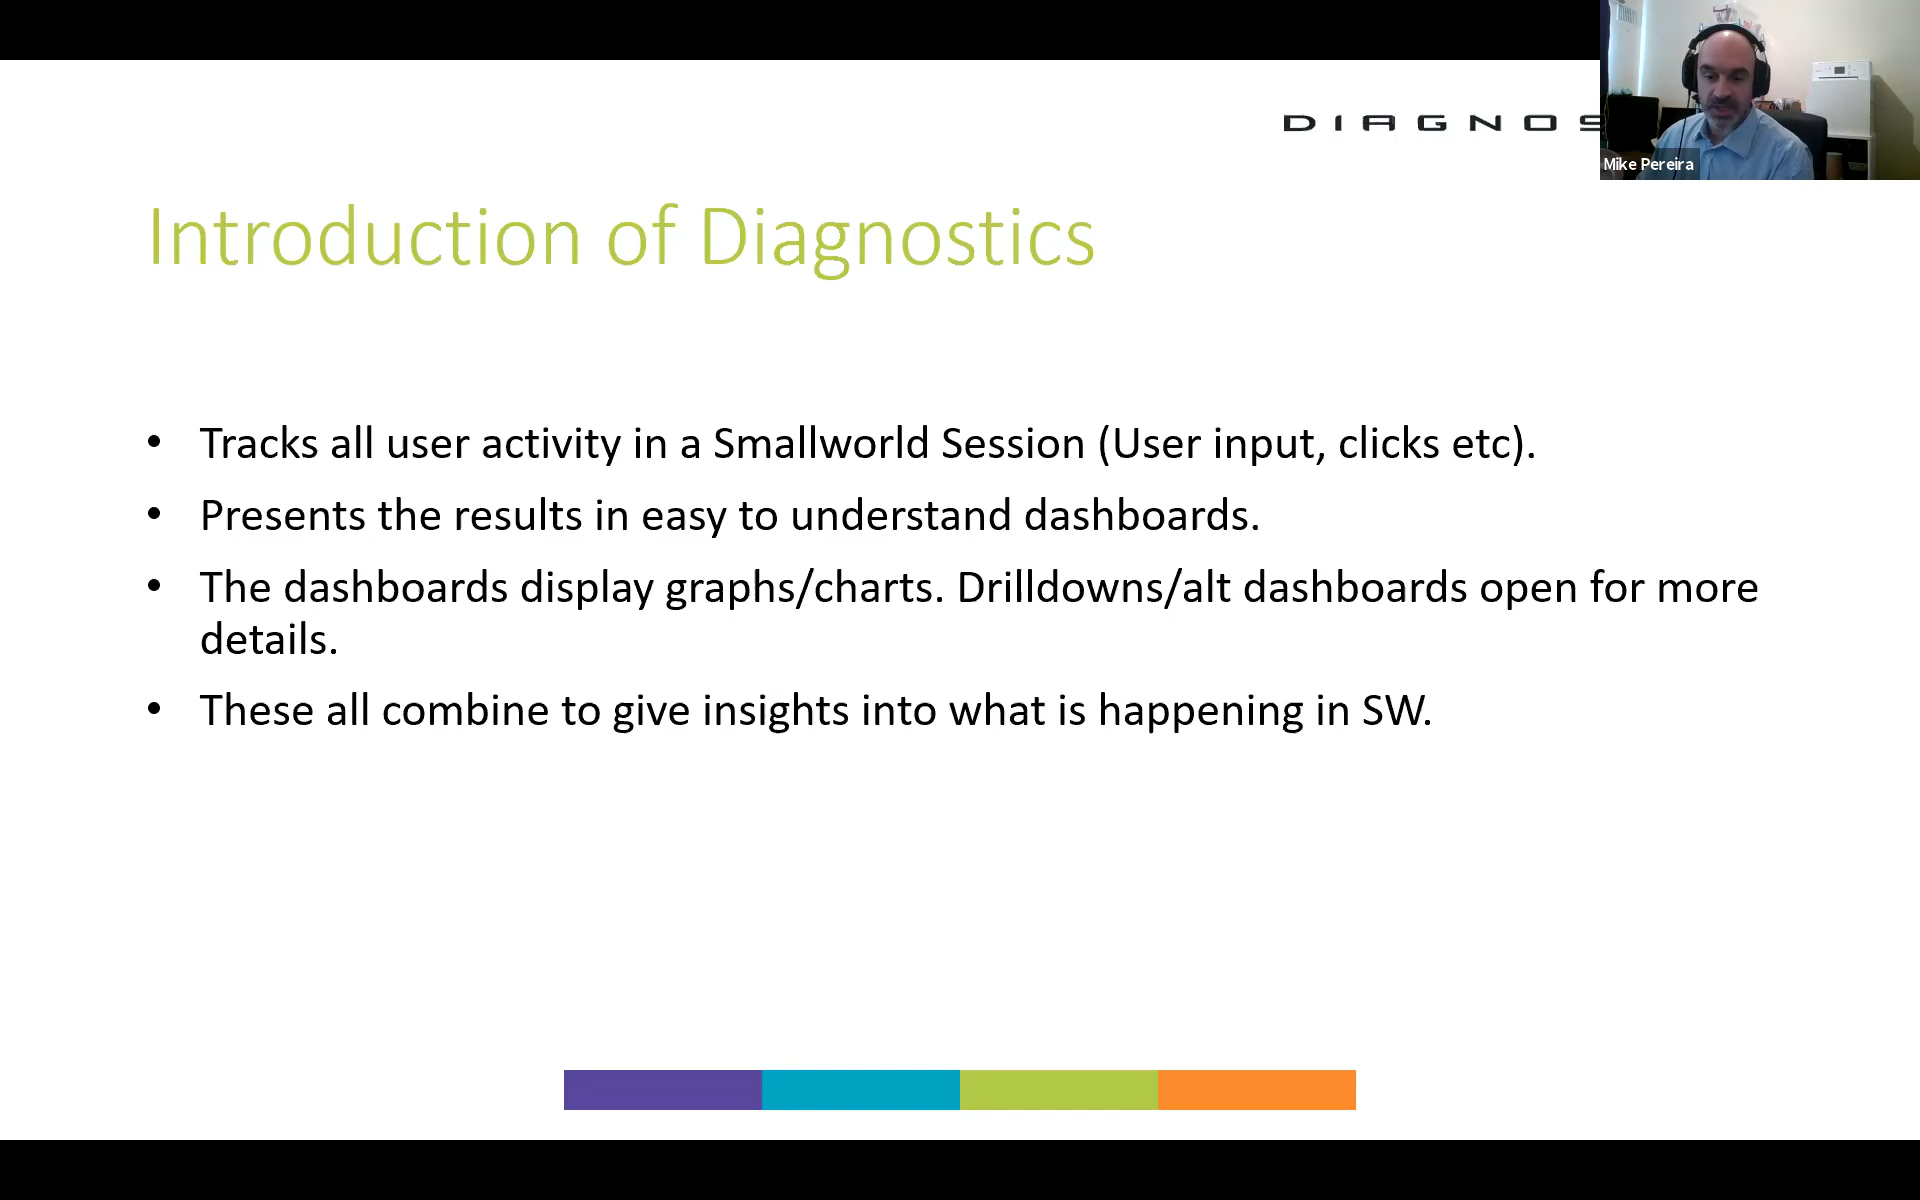 DIAGNOS
Mike Pereira
Introduction of Diagnostics
• Tracks all user activity in a Smallworld Session (User input, clicks etc).
• Presents the results in easy to understand dashboards.
• The dashboards display graphs/charts. Drilldowns/alt dashboards open for more
details.
• These all combine to give insights into what is happening in SW.